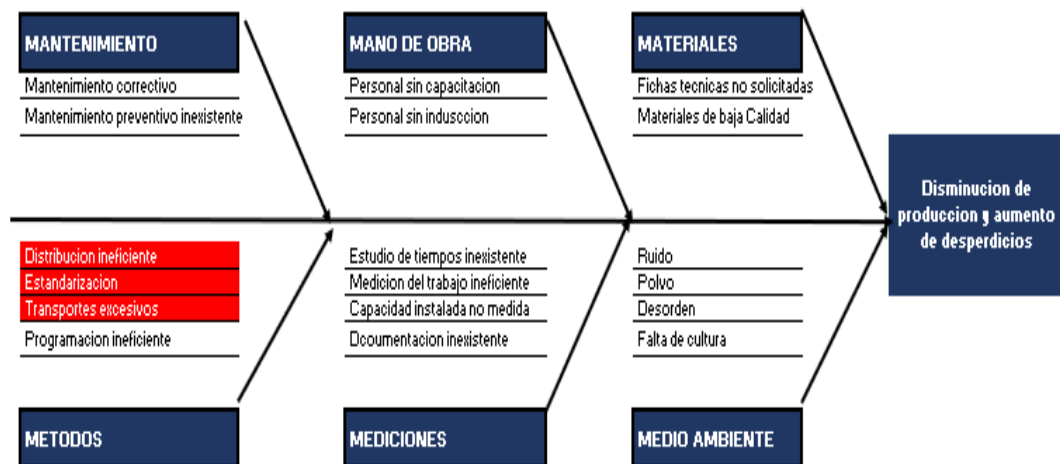 MANTENIMIENTO
Mantenimiento correctivo
Mantenimiento preventivo inexistente
MANO DE OBRA
Personal sin capacitacion
Personal sin indusccion
MATERIALES
Fichas tecnicas no solicitadas
Materiales de baja Calidad
Disminucion de
produccion y aumento
de desperdicios
Distribucion ineficiente
Estandarizacion
Transportes excesivos
Programacion ineficiente
METODOS
Estudio de tiempos inexistente
Medicion del trabajo ineficiente
Capacidad instalada no medida
Dcoumentacion inexistente
MEDICIONES
Ruido
Polvo
Desorden
Falta de cultura
MEDIO AMBIENTE